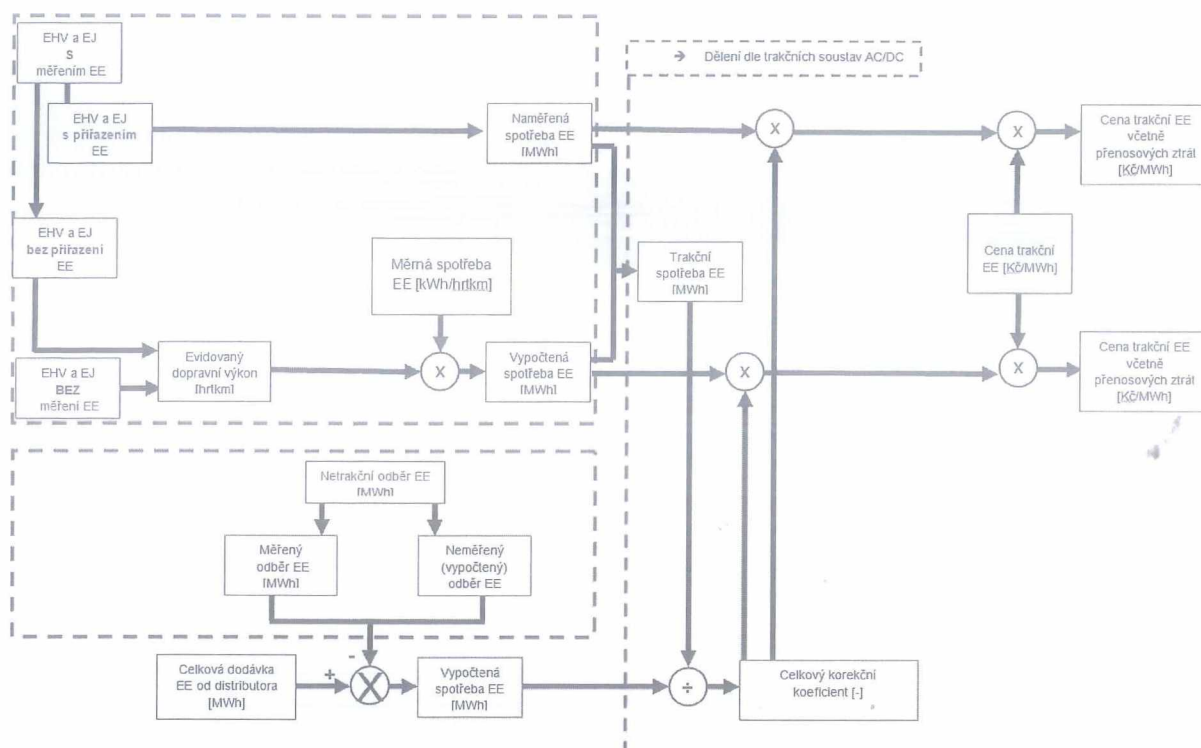 EHV a EJ
S
měřením EE
→ Dělení dle trakčních soustav AC/DC
EHV a EJ
s přiřazením
EE
Naměřená
spotřeba EE
[MWh]
X
X
Cena trakční EE
včetně
přenosových ztrát
[Kč/MWh]
EHV a EJ
bez přiřazení
EE
Měrná spotřeba
EE [kWh/hrtkm]
Trakční
spotřeba EE
[MWh]
Cena trakční
EE [Kč/MWh]
EHV a EJ
BEZ
měření EE
Evidovaný
dopravní výkon
[hrtkm]
X
Vypočtená
spotřeba EE
[MWh]
X
X
Cena trakční EE
včetně
přenosových ztrát
[Kč/MWh]
Netrakční odběr EE
[MWh]
Měřený
odběr EE
[MWh]
Neměřený
(vypočtený)
odběr EE
Celková dodávka
EE od distributora
[MWh]
+
-
X
Vypočtená
spotřeba EE
[MWh]
÷
Celkový korekční
koeficient [-]